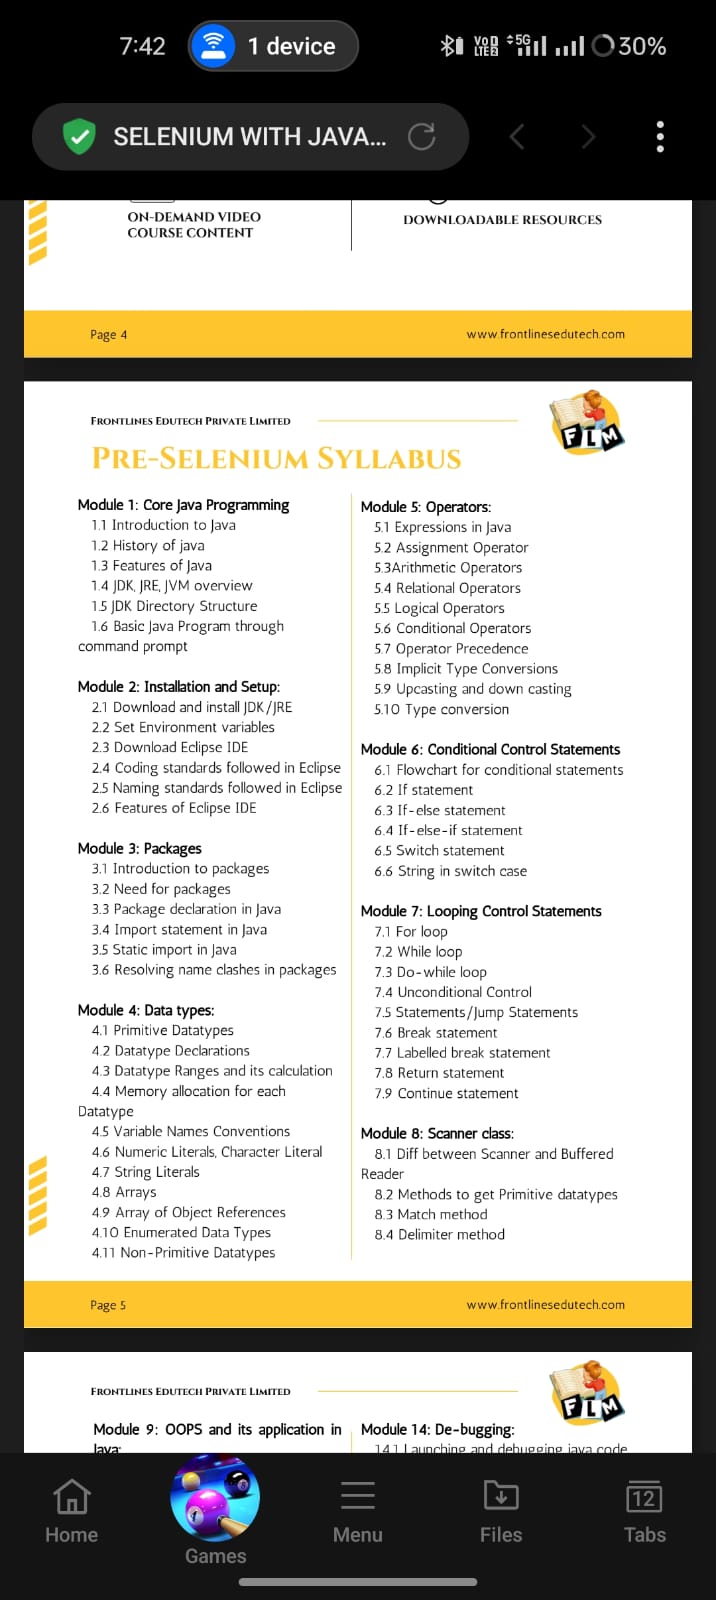 7:42
1 device
VoD
LTE2
5G
30%
SELENIUM WITH JAVA...
ON-DEMAND VIDEO
COURSE CONTENT
DOWNLOADABLE RESOURCES
Page 4
www.frontlinesedutech.com
FRONTLINES EDUTECH PRIVATE LIMITED
FLM
PRE-SELENIUM SYLLABUS
Module 1: Core Java Programming
1.1 Introduction to Java
1.2 History of java
1.3 Features of Java
1.4 JDK, JRE, JVM overview
1.5 JDK Directory Structure
1.6 Basic Java Program through
command prompt
Module 2: Installation and Setup:
2.1 Download and install JDK/JRE
2.2 Set Environment variables
2.3 Download Eclipse IDE
2.4 Coding standards followed in Eclipse
2.5 Naming standards followed in Eclipse
2.6 Features of Eclipse IDE
Module 3: Packages
3.1 Introduction to packages
3.2 Need for packages
3.3 Package declaration in Java
3.4 Import statement in Java
3.5 Static import in Java
3.6 Resolving name clashes in packages
Module 4: Data types:
4.1 Primitive Datatypes
4.2 Datatype Declarations
4.3 Datatype Ranges and its calculation
4.4 Memory allocation for each
Datatype
4.5 Variable Names Conventions
4.6 Numeric Literals, Character Literal
4.7 String Literals
4.8 Arrays
4.9 Array of Object References
4.10 Enumerated Data Types
4.11 Non-Primitive Datatypes
Module 5: Operators:
5.1 Expressions in Java
5.2 Assignment Operator
5.3Arithmetic Operators
5.4 Relational Operators
5.5 Logical Operators
5.6 Conditional Operators
5.7 Operator Precedence
5.8 Implicit Type Conversions
5.9 Upcasting and down casting
5.10 Type conversion
Module 6: Conditional Control Statements
6.1 Flowchart for conditional statements
6.2 If statement
6.3 If-else statement
6.4 If-else-if statement
6.5 Switch statement
6.6 String in switch case
Module 7: Looping Control Statements
7.1 For loop
7.2 While loop
7.3 Do-while loop
7.4 Unconditional Control
7.5 Statements/Jump Statements
7.6 Break statement
7.7 Labelled break statement
7.8 Return statement
7.9 Continue statement
Module 8: Scanner class:
8.1 Diff between Scanner and Buffered
Reader
8.2 Methods to get Primitive datatypes
8.3 Match method
8.4 Delimiter method
Page 5
www.frontlinesedutech.com
FRONTLINES EDUTECH PRIVATE LIMITED
FLM
Module 9: OOPS and its application in
Java:
Module 14: De-bugging:
14.1 Launching and debugging java code
Home
Games
Menu
Files
12
Tabs